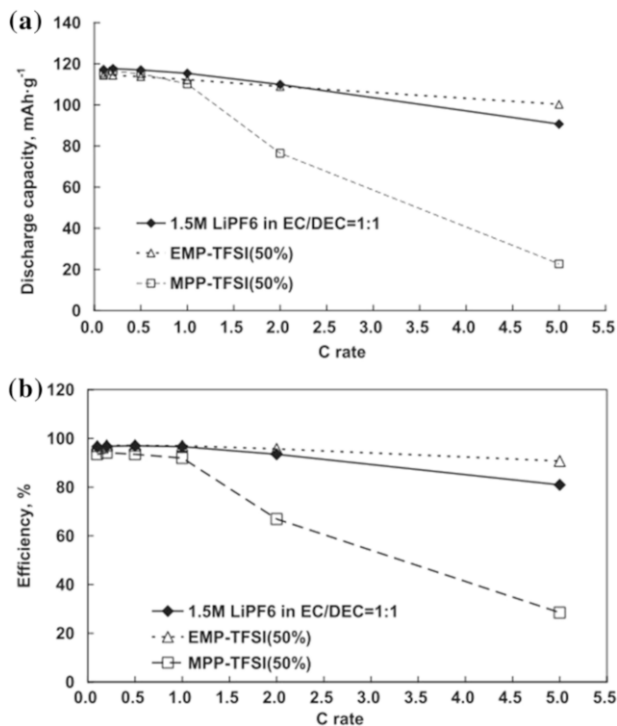 (a)
140
120
100
80
60
40
20
0
Discharge capacity, mAh·g⁻¹
1.5M LiPF6 in EC/DEC=1:1
EMP-TFSI(50%)
MPP-TFSI(50%)
0.0 0.5 1.0 1.5 2.0 2.5 3.0 3.5 4.0 4.5 5.0 5.5
C rate
(b)
120
100
80
60
40
20
0
Efficiency, %
1.5M LiPF6 in EC/DEC=1:1
EMP-TFSI(50%)
MPP-TFSI(50%)
0.0 0.5 1.0 1.5 2.0 2.5 3.0 3.5 4.0 4.5 5.0 5.5
C rate